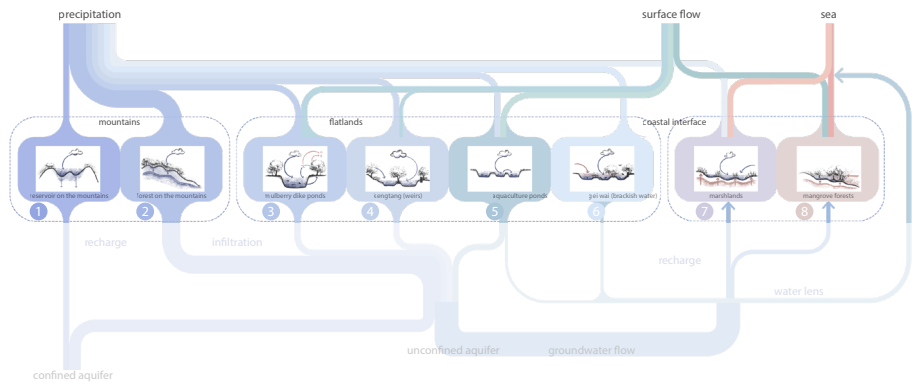 precipitation
surface flow
sea
mountains
flatlands
coastal interface
reservoir on the mountains
forest on the mountains
mulberry dike ponds
aquaculture ponds
gei wai (brackish water)
marshlands
mangrove forests
1
2
3
4
5
6
7
8
recharge
infiltration
recharge
water lens
unconfined aquifer
groundwater flow
confined aquifer